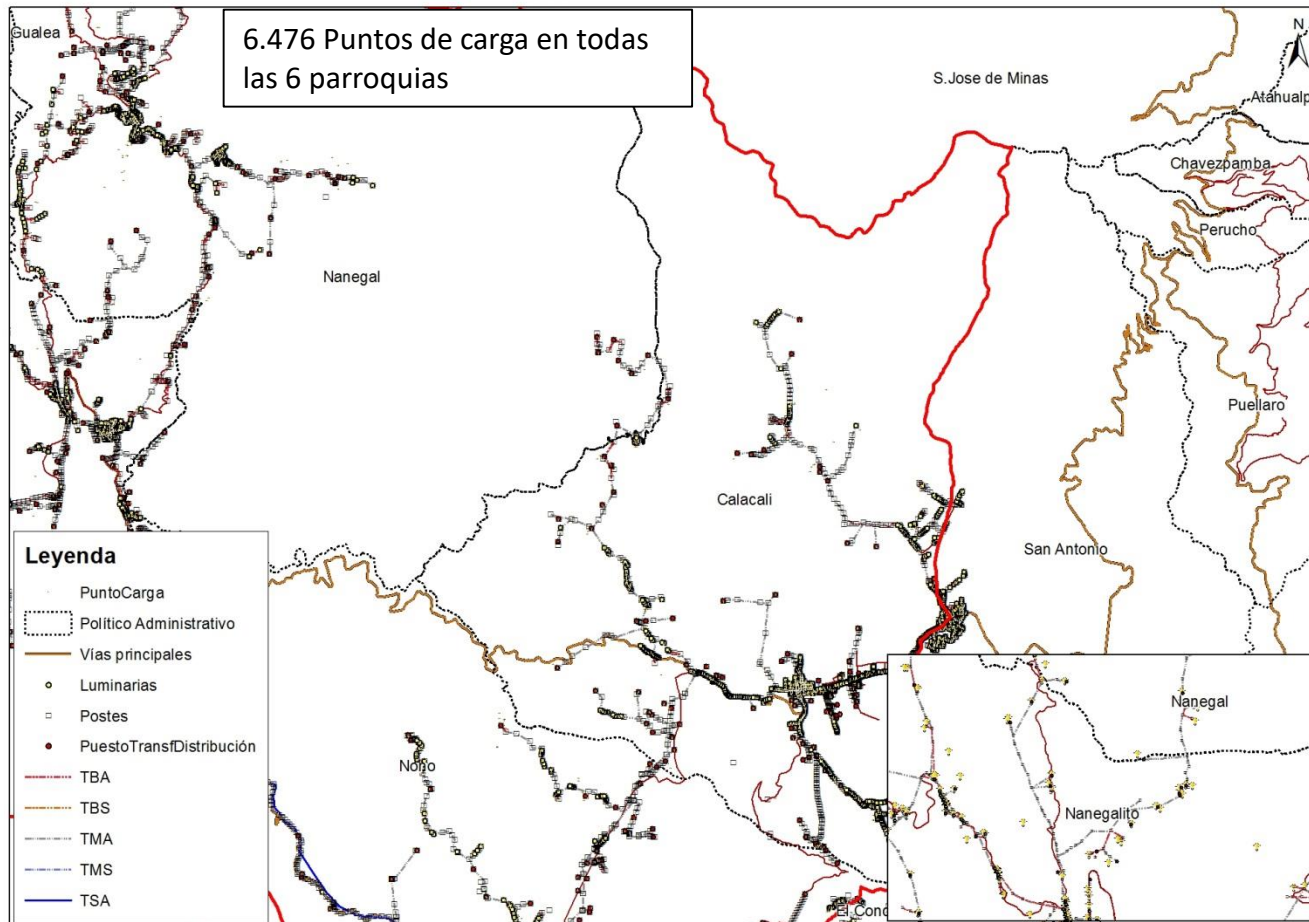 6.476 Puntos de carga en todas
las 6 parroquias
Gualea
S.Jose de Minas
N
Atahualp
Chavezpamba
Perucho
Nanegal
Puellaro
Calacali
San Antonio
Nono
Cono
Leyenda
PuntoCarga
Político Administrativo
Vías principales
Luminarias
Postes
PuestoTransfDistribución
TBA
TBS
TMA
TMS
TSA
Nanegal
Nanegalito